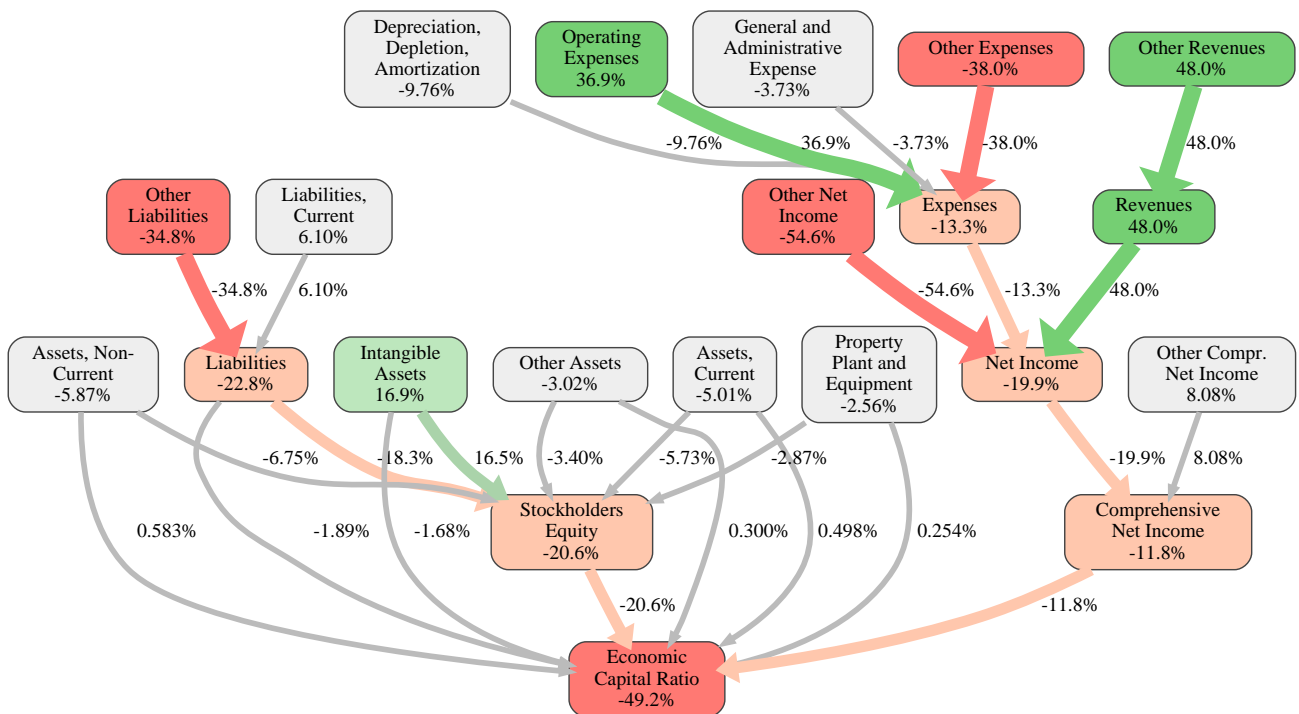 Depreciation,
Depletion,
Amortization
-9.76%
Operating
Expenses
36.9%
General and
Administrative
Expense
-3.73%
Other Expenses
-38.0%
Other Revenues
48.0%
-9.76%
36.9%
-3.73%
-38.0%
48.0%
Other
Liabilities
-34.8%
Liabilities,
Current
6.10%
Other Net
Income
-54.6%
Expenses
-13.3%
Revenues
48.0%
-34.8%
6.10%
-54.6%
-13.3%
48.0%
Assets, Non-
Current
-5.87%
Liabilities
-22.8%
Intangible
Assets
16.9%
Other Assets
-3.02%
Assets,
Current
-5.01%
Property
Plant and
Equipment
-2.56%
Net Income
-19.9%
Other Compr.
Net Income
8.08%
-6.75%
-18.3%
16.5%
-3.40%
-5.73%
-2.87%
-19.9%
8.08%
Stockholders
Equity
-20.6%
Comprehensive
Net Income
-11.8%
0.583%
-1.89%
-1.68%
0.300%
0.498%
0.254%
-20.6%
-11.8%
Economic
Capital Ratio
-49.2%